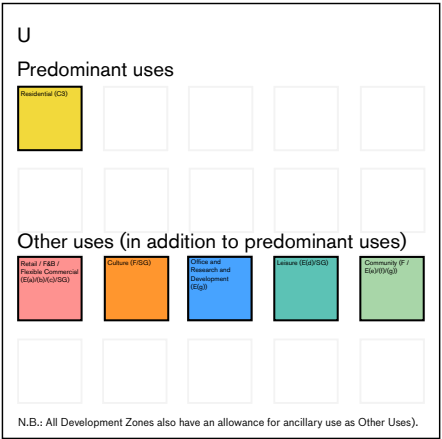 U
Predominant uses
Residential (C3)
Other uses (in addition to predominant uses)
Retail / F&B /
Flexible Commercial
(E(a)/(b)/(c)/SG)
Culture (F/SG)
Office and
Research and
Development
(E(g))
Leisure (E(d)/SG)
Community (F /
E(e)/(f)/(g))
N.B.: All Development Zones also have an allowance for ancillary use as Other Uses).